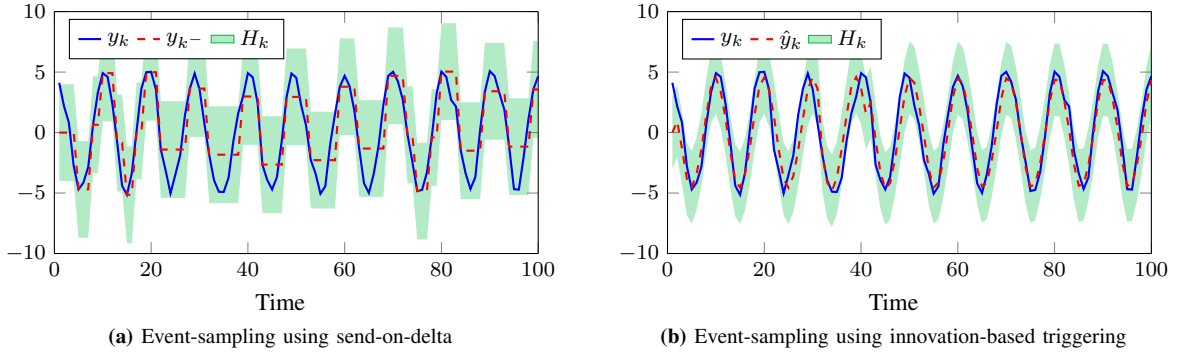 10
5
0
−5
−10
y_k
y_{k^−}
H_k
0
20
40
60
80
100
Time
(a) Event-sampling using send-on-delta
10
5
0
−5
−10
y_k
ŷ_k
H_k
0
20
40
60
80
100
Time
(b) Event-sampling using innovation-based triggering